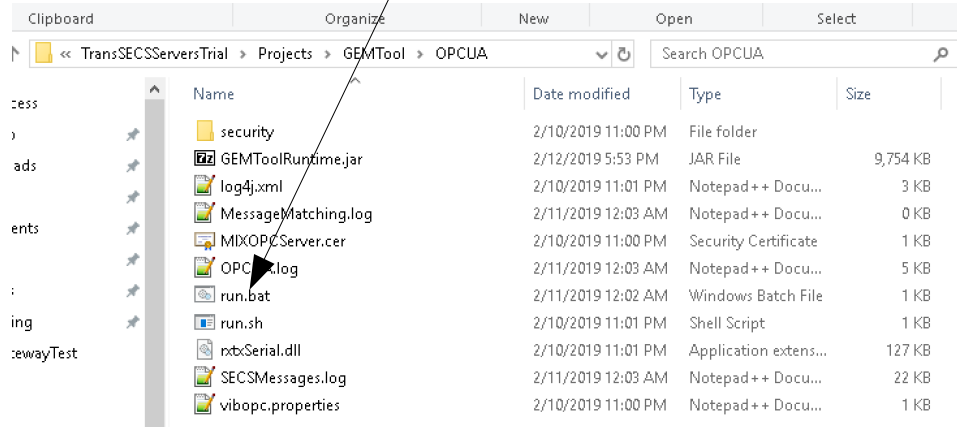 Clipboard Organize New Open Select
« TransSECSServersTrial > Projects > GEMTool > OPCUA Search OPCUA
Name Date modified Type Size
cess
security 2/10/2019 11:00 PM File folder
ads GEMToolRuntime.jar 2/12/2019 5:53 PM JAR File 9,754 KB
log4j.xml 2/10/2019 11:01 PM Notepad++ Docu... 3 KB
MessageMatching.log 2/11/2019 12:03 AM Notepad++ Docu... 0 KB
ents
MIXOPCServer.cer 2/10/2019 11:00 PM Security Certificate 1 KB
OPCUA.log 2/11/2019 12:03 AM Notepad++ Docu... 5 KB
run.bat 2/11/2019 12:02 AM Windows Batch File 1 KB
ing run.sh 2/10/2019 11:01 PM Shell Script 1 KB
tewayTest rxtxSerial.dll 2/10/2019 11:01 PM Application extens... 127 KB
SECSMessages.log 2/11/2019 12:03 AM Notepad++ Docu... 22 KB
vibopc.properties 2/10/2019 11:00 PM Notepad++ Docu... 1 KB